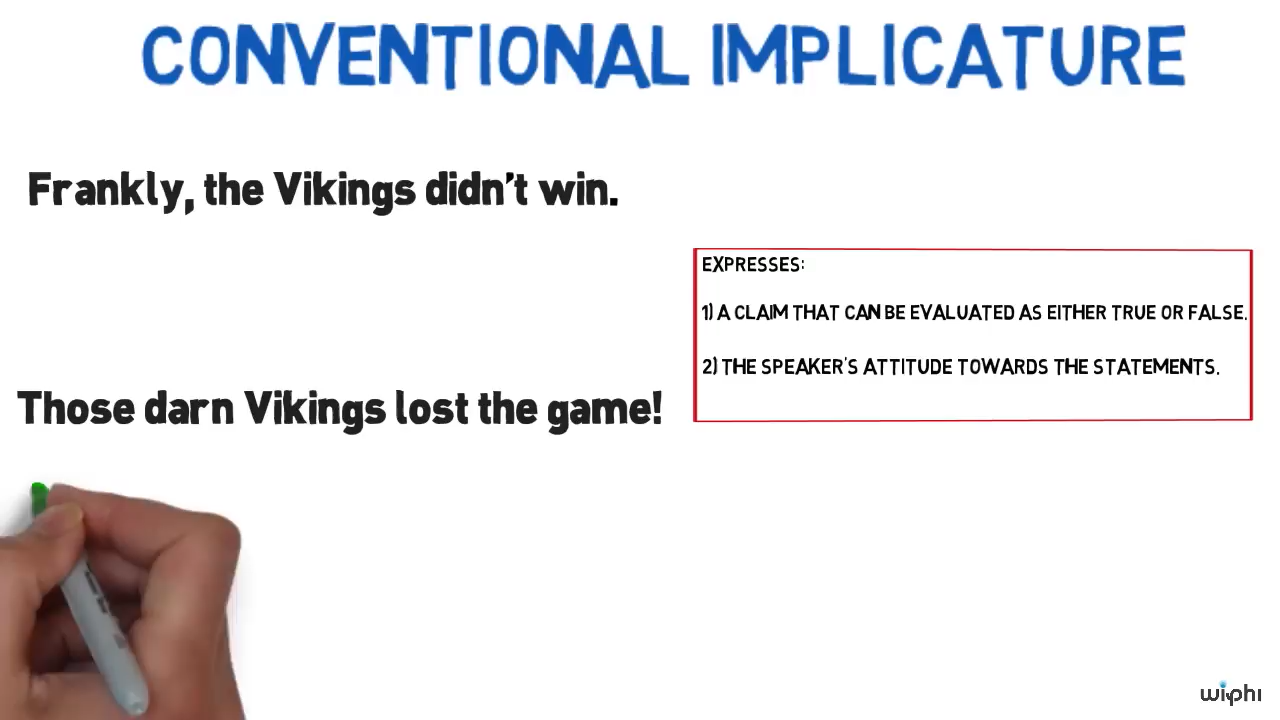 CONVENTIONAL IMPLICATURE
Frankly, the Vikings didn't win.
EXPRESSES:
1) A CLAIM THAT CAN BE EVALUATED AS EITHER TRUE OR FALSE.
2) THE SPEAKER'S ATTITUDE TOWARDS THE STATEMENTS.
Those darn Vikings lost the game!
wiphi